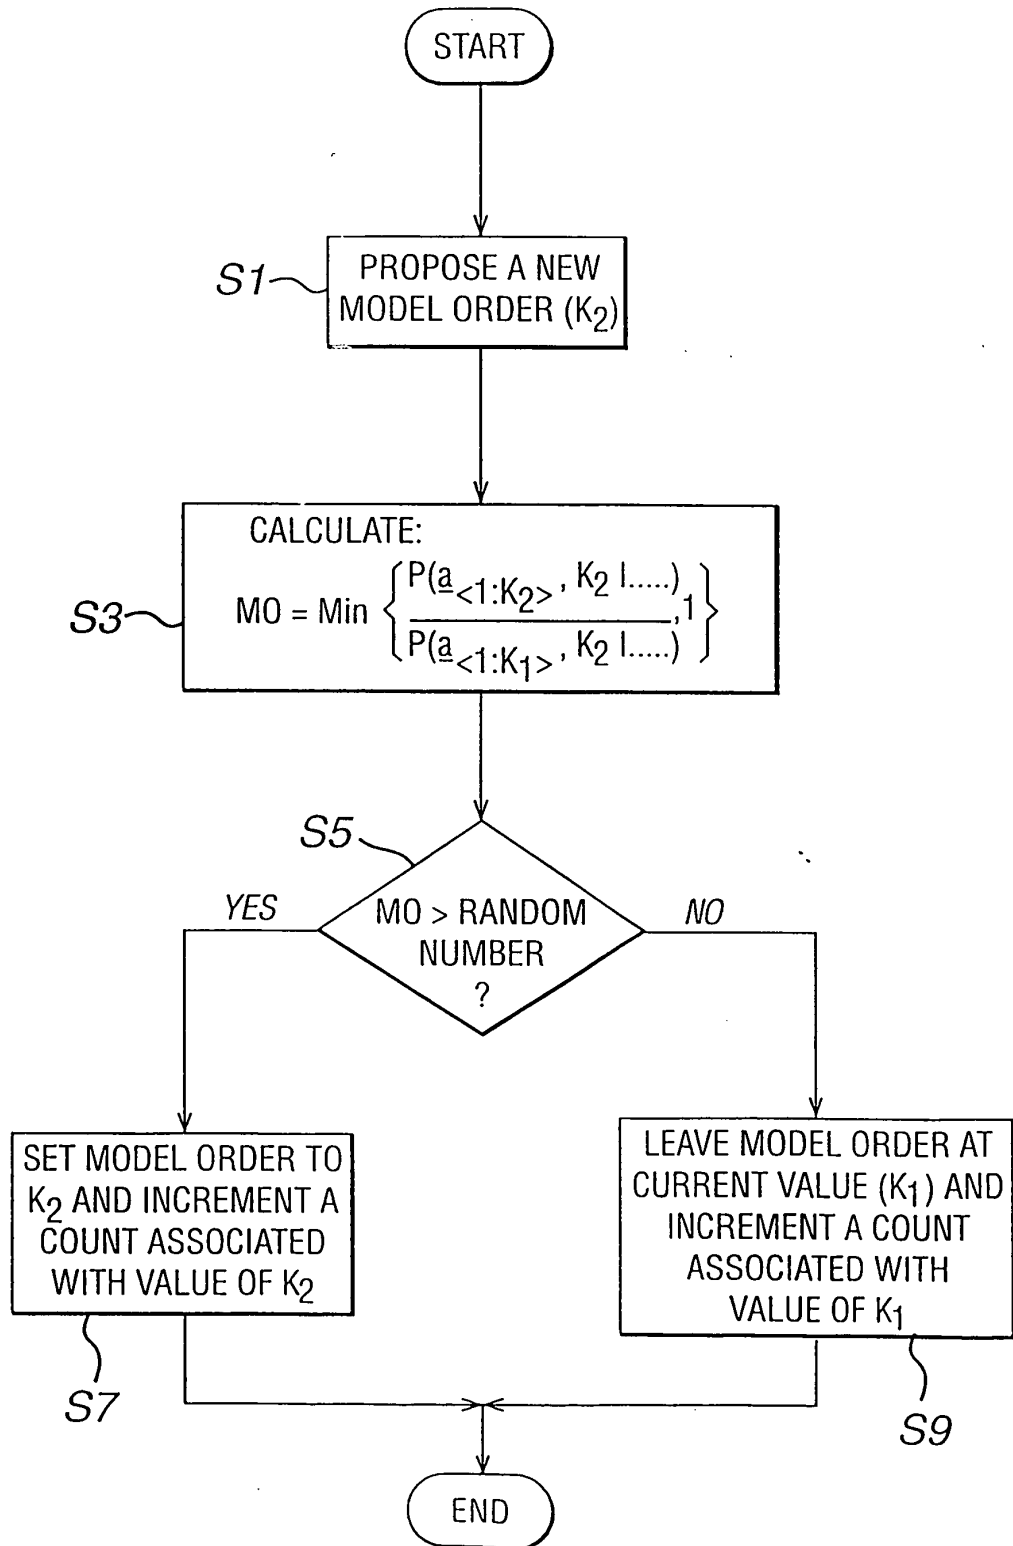 START
S1
PROPOSE A NEW
MODEL ORDER (K2)
S3
CALCULATE:
MO = Min { P(a<1:K2> , K2 I.....) / P(a<1:K1> , K2 I.....) ,1 }
S5
YES
MO > RANDOM
NUMBER
?
NO
SET MODEL ORDER TO
K2 AND INCREMENT A
COUNT ASSOCIATED
WITH VALUE OF K2
LEAVE MODEL ORDER AT
CURRENT VALUE (K1) AND
INCREMENT A COUNT
ASSOCIATED WITH
VALUE OF K1
S7
S9
END